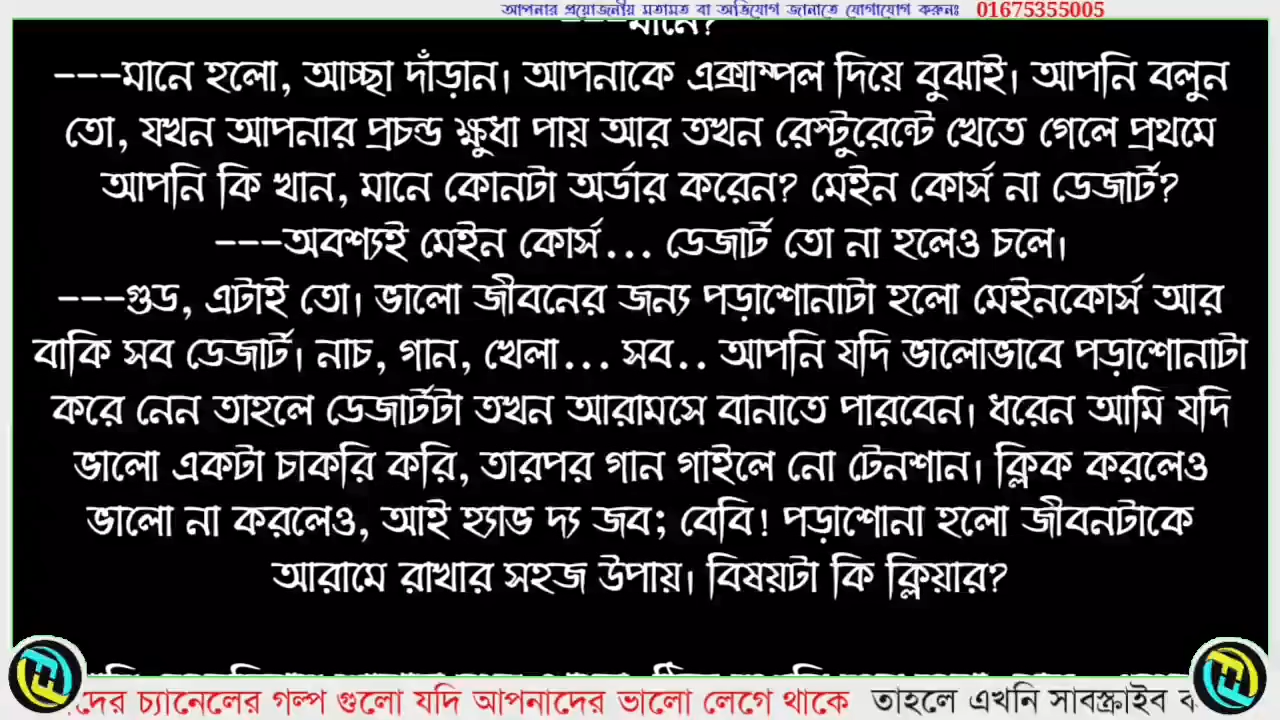 আপনার প্রয়োজনীয় মতামত বা অভিযোগ জানাতে যোগাযোগ করুনঃ 01675355005
---মানে?
---মানে হলো, আচ্ছা দাঁড়ান। আপনাকে এক্সাম্পল দিয়ে বুঝাই। আপনি বলুন
তো, যখন আপনার প্রচন্ড ক্ষুধা পায় আর তখন রেস্টুরেন্টে খেতে গেলে প্রথমে
আপনি কি খান, মানে কোনটা অর্ডার করেন? মেইন কোর্স না ডেজার্ট?
---অবশ্যই মেইন কোর্স... ডেজার্ট তো না হলেও চলে।
---গুড, এটাই তো। ভালো জীবনের জন্য পড়াশোনাটা হলো মেইনকোর্স আর
বাকি সব ডেজার্ট। নাচ, গান, খেলা... সব.. আপনি যদি ভালোভাবে পড়াশোনাটা
করে নেন তাহলে ডেজার্টটা তখন আরামসে বানাতে পারবেন। ধরেন আমি যদি
ভালো একটা চাকরি করি, তারপর গান গাইলে নো টেনশান। ক্লিক করলেও
ভালো না করলেও, আই হ্যাভ দ্য জব; বেবি! পড়াশোনা হলো জীবনটাকে
আরামে রাখার সহজ উপায়। বিষয়টা কি ক্লিয়ার?
চ্যানেলের গল্প গুলো যদি আপনাদের ভালো লেগে থাকে তাহলে এখনি সাবস্ক্রাইব